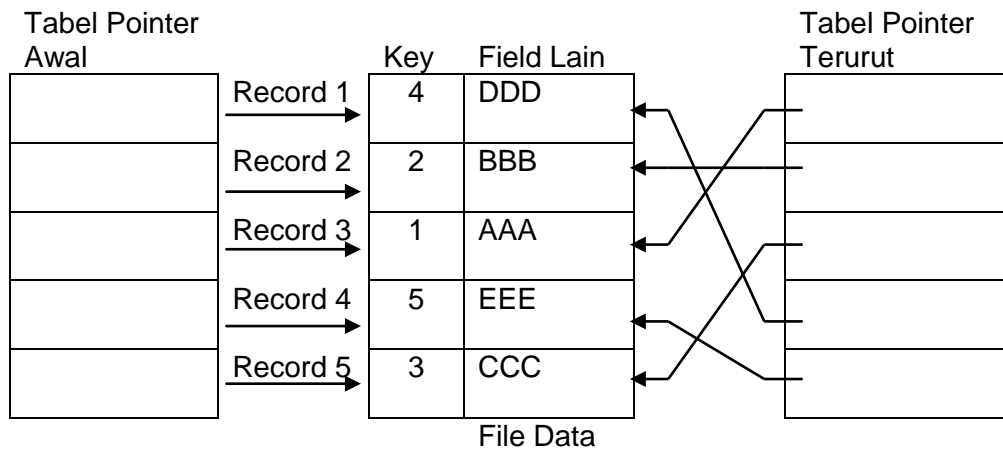 Tabel Pointer
Awal
Key Field Lain
Tabel Pointer
Terurut
Record 1 4 DDD
Record 2 2 BBB
Record 3 1 AAA
Record 4 5 EEE
Record 5 3 CCC
File Data